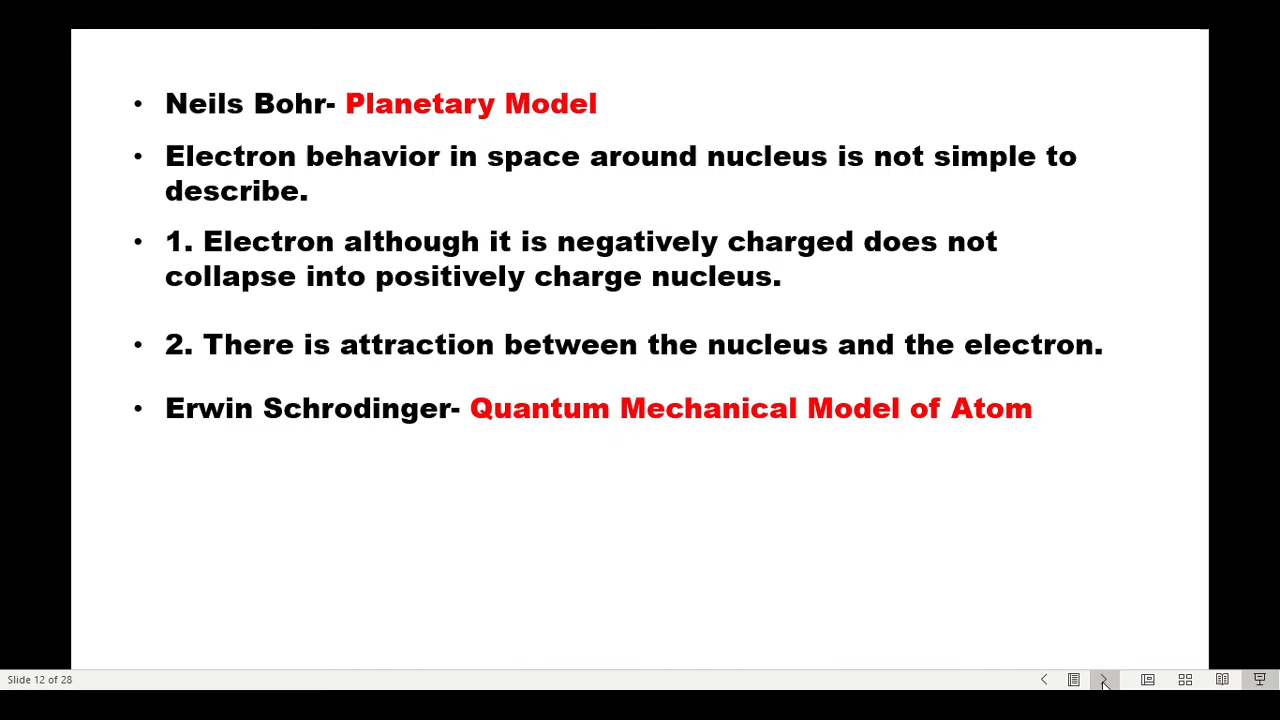 • Neils Bohr- Planetary Model
• Electron behavior in space around nucleus is not simple to
describe.
• 1. Electron although it is negatively charged does not
collapse into positively charge nucleus.
• 2. There is attraction between the nucleus and the electron.
• Erwin Schrodinger- Quantum Mechanical Model of Atom
Slide 12 of 28